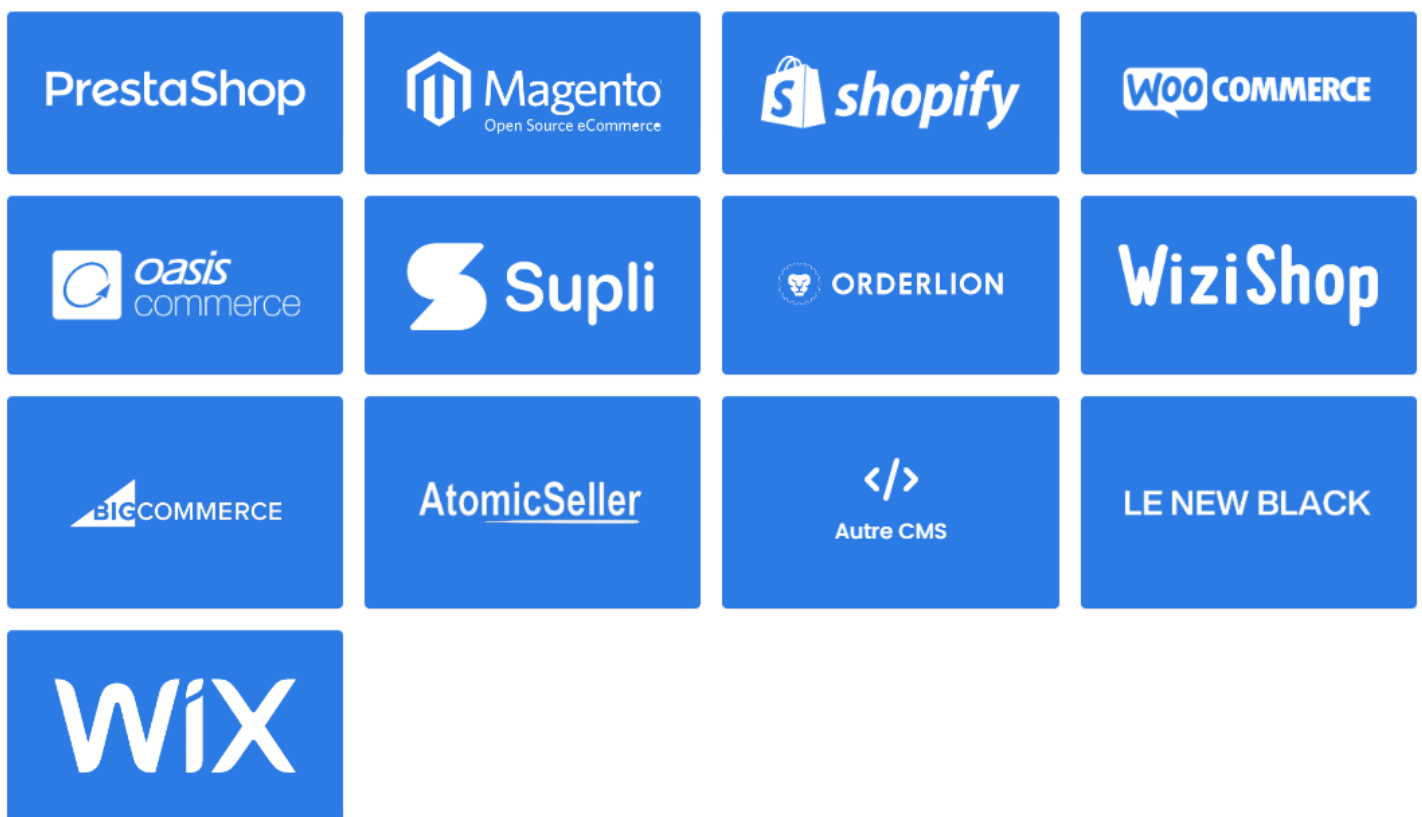 PrestaShop
Magento
Open Source eCommerce
S shopify
WOO COMMERCE
oasis
commerce
Supli
ORDERLION
WiziShop
BIGCOMMERCE
AtomicSeller
</>
Autre CMS
LE NEW BLACK
WiX